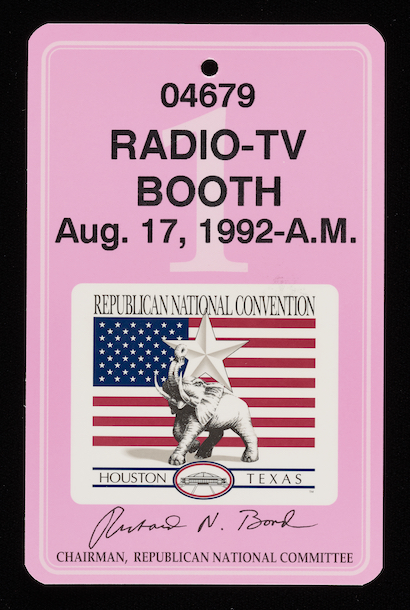 04679
1
RADIO-TV
BOOTH
Aug. 17, 1992-A.M.
REPUBLICAN NATIONAL CONVENTION
HOUSTON TEXAS
Richard N. Bond
CHAIRMAN, REPUBLICAN NATIONAL COMMITTEE